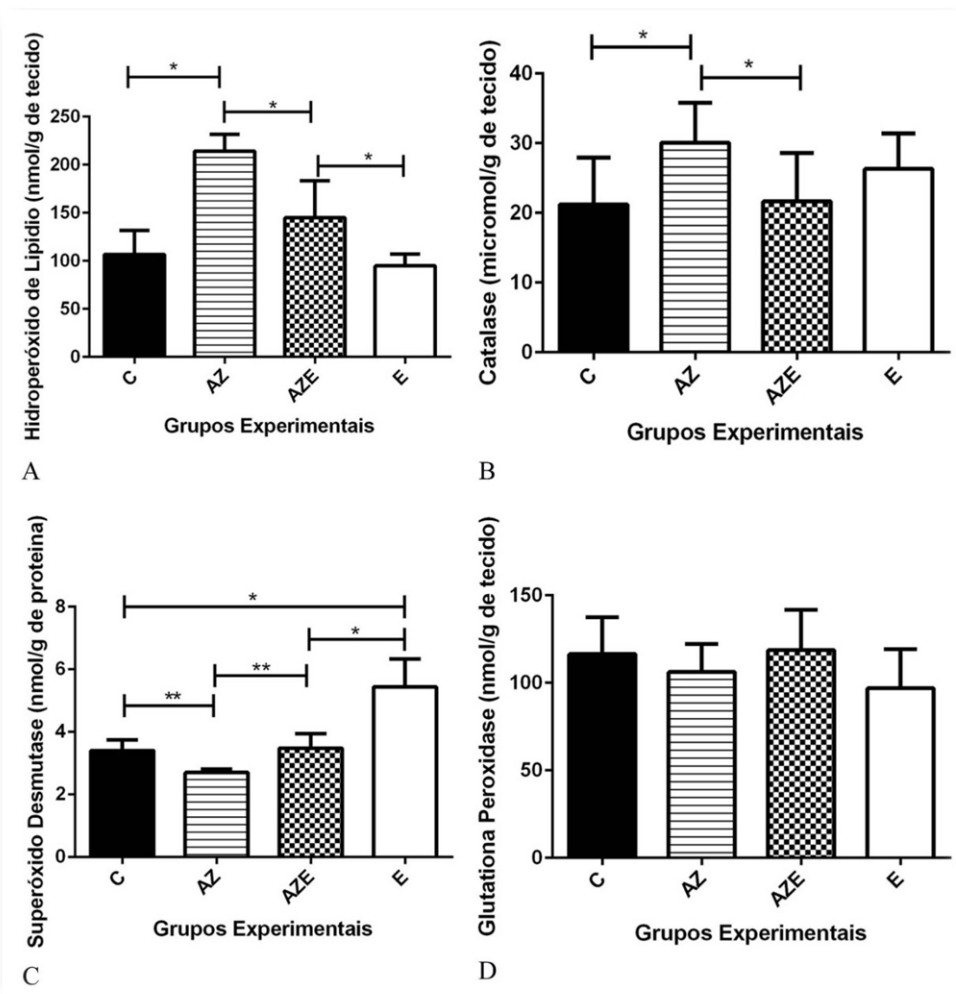 Hidroperóxido de Lipidio (nmol/g de tecido)
250
200
150
100
50
0
*
*
*
C
AZ
AZE
E
Grupos Experimentais
A
Catalase (micromol/g de tecido)
40
30
20
10
0
*
*
C
AZ
AZE
E
Grupos Experimentais
B
Superóxido Desmutase (nmol/g de proteina)
8
6
4
2
0
*
*
**
**
C
AZ
AZE
E
Grupos Experimentais
C
Glutationa Peroxidase (nmol/g de tecido)
150
100
50
0
C
AZ
AZE
E
Grupos Experimentais
D